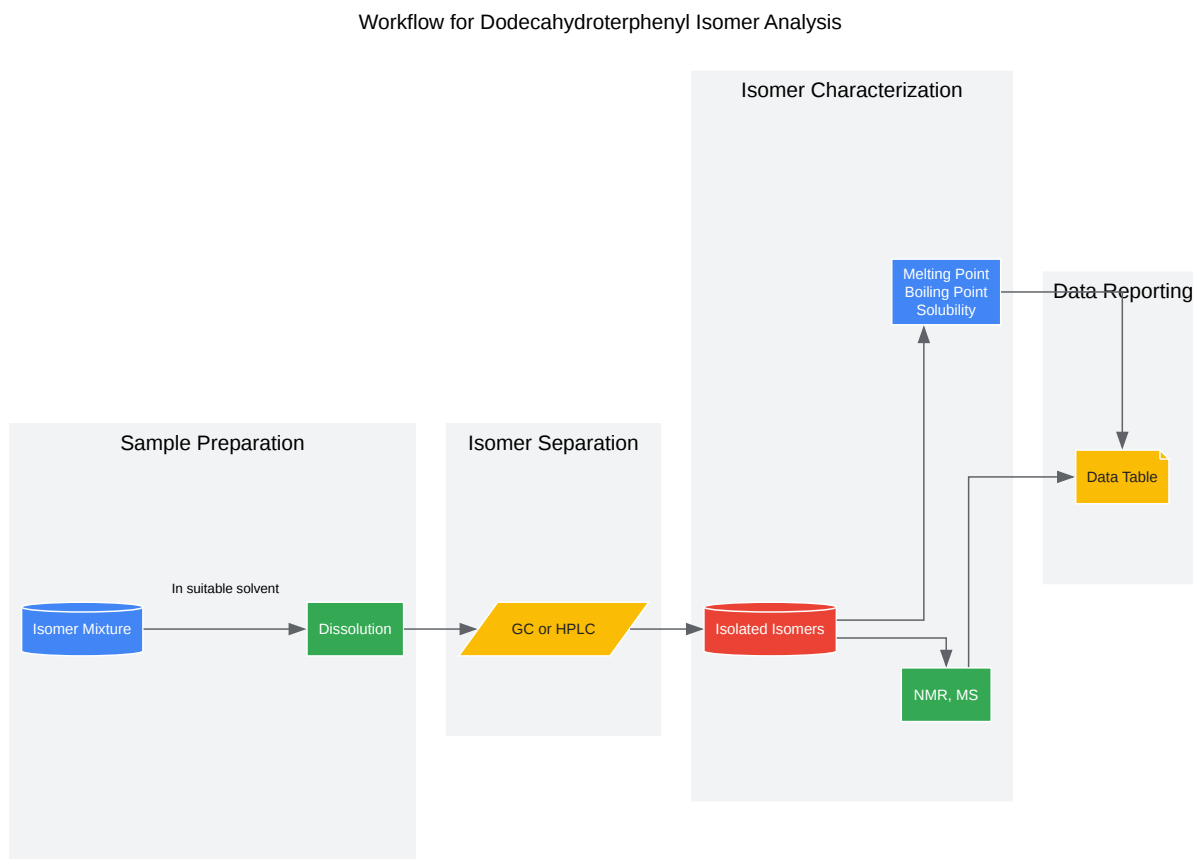 Workflow for Dodecahydroterphenyl Isomer Analysis
Sample Preparation
Isomer Mixture
In suitable solvent
Dissolution
Isomer Separation
GC or HPLC
Isomer Characterization
Isolated Isomers
Melting Point
Boiling Point
Solubility
NMR, MS
Data Reporting
Data Table